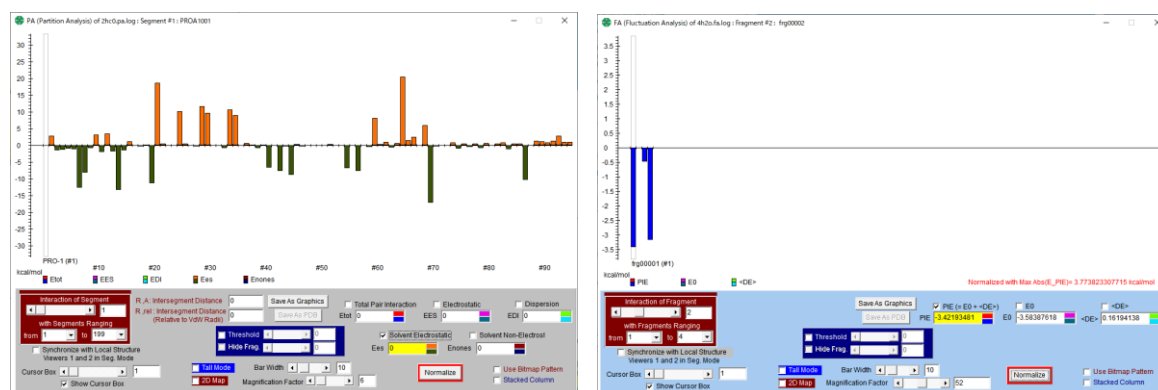 PA (Partition Analysis) of 2hc0.pa.log : Segment #1 : PROA1001
30
25
20
15
10
5
0
-5
-10
-15
-20
-25
-30
kcal/mol
PRO-1 (#1)
#10
#20
#30
#40
#50
#60
#70
#80
#90
Etot
EES
EDI
Ees
Enones
Interaction of Segment
1
with Segments Ranging
from 1 to 199
Synchronize with Local Structure
Viewers 1 and 2 in Seg. Mode
Cursor Box 1
Show Cursor Box
R ,A: Intersegment Distance 0
R ,rel : Intersegment Distance 0
(Relative to VdW Radii)
Save As Graphics
Save As PDB
Total Pair Interaction
Electrostatic
Dispersion
Etot 0
EES 0
EDI 0
Threshold 0
Hide Frag. 0
Solvent Electrostatic
Solvent Non-Electrosl
Ees 0
Enones 0
Tall Mode
2D Map
Bar Width 10
Magnification Factor 6
Normalize
Use Bitmap Pattern
Stacked Column
FA (Fluctuation Analysis) of 4h2o.fa.log : Fragment #2 : frg00002
3.5
3
2.5
2
1.5
1
0.5
0
-0.5
-1
-1.5
-2
-2.5
-3
-3.5
kcal/mol
frg00001 (#1)
PIE
E0
<DE>
Normalized with Max Abs(E_PIE)= 3.773823307715 kcal/mol
Interaction of Fragment
2
with Fragments Ranging
from 1 to 4
Synchronize with Local Structure
Viewers 1 and 2 in Seg. Mode
Cursor Box 1
Show Cursor Box
Save As Graphics
Save As PDB
PIE (= E0 + <DE>)
E0
<DE>
PIE -3.42193481
E0 -3.58387618
<DE> 0.16194138
Threshold 0
Hide Frag. 0
Tall Mode
2D Map
Bar Width 10
Magnification Factor 52
Normalize
Use Bitmap Pattern
Stacked Column